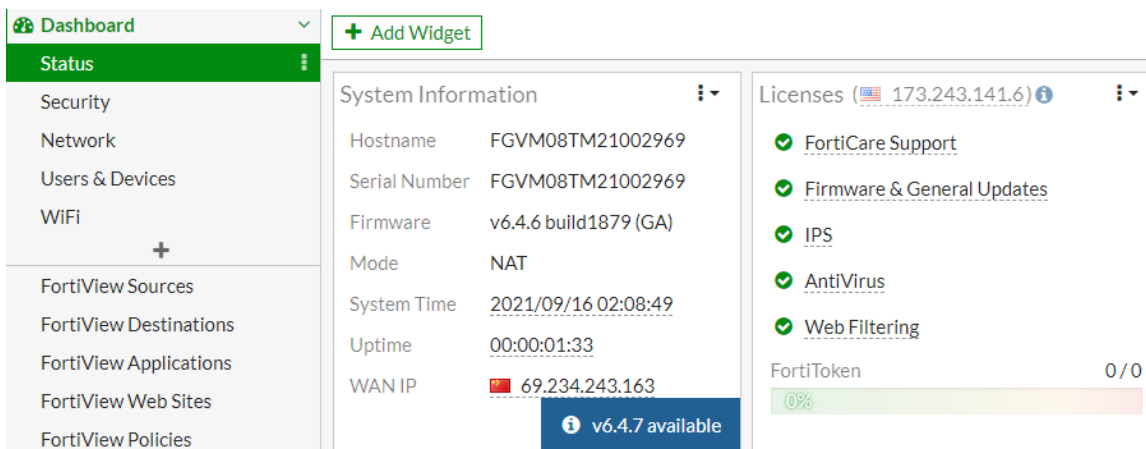 Dashboard
Status
Security
Network
Users & Devices
WiFi
+
FortiView Sources
FortiView Destinations
FortiView Applications
FortiView Web Sites
FortiView Policies
+ Add Widget
System Information
Hostname FGVM08TM21002969
Serial Number FGVM08TM21002969
Firmware v6.4.6 build1879 (GA)
Mode NAT
System Time 2021/09/16 02:08:49
Uptime 00:00:01:33
WAN IP 69.234.243.163
v6.4.7 available
Licenses (173.243.141.6)
FortiCare Support
Firmware & General Updates
IPS
AntiVirus
Web Filtering
FortiToken 0/0
0%